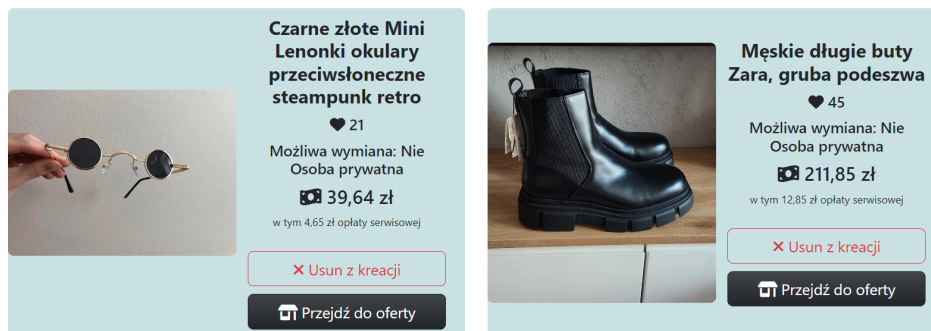 Czarne złote Mini
Lenonki okulary
przeciwsłoneczne
steampunk retro
21
Możliwa wymiana: Nie
Osoba prywatna
39,64 zł
w tym 4,65 zł opłaty serwisowej
Usun z kreacji
Przejdź do oferty
Męskie długie buty
Zara, gruba podeszwa
45
Możliwa wymiana: Nie
Osoba prywatna
211,85 zł
w tym 12,85 zł opłaty serwisowej
Usun z kreacji
Przejdź do oferty